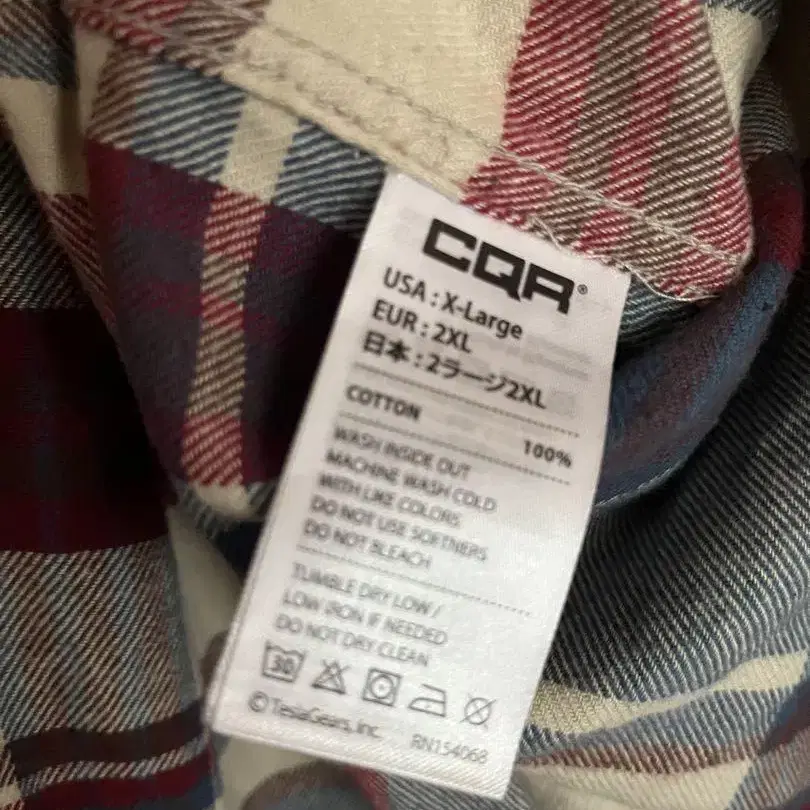 CQR®
USA : X-Large
EUR : 2XL
日本 : 2ラージ2XL
COTTON 100%
WASH INSIDE OUT
MACHINE WASH COLD
WITH LIKE COLORS
DO NOT USE SOFTNERS
DO NOT BLEACH
TUMBLE DRY LOW /
LOW IRON IF NEEDED
DO NOT DRY CLEAN
30
© TeslaGears, Inc. RN154068